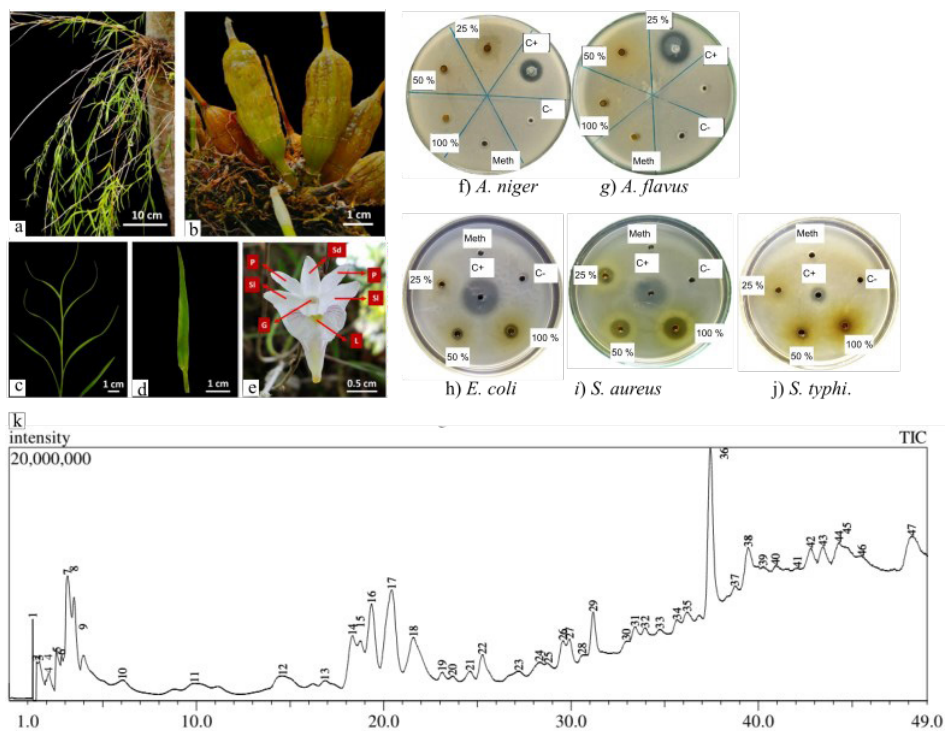 a
10 cm
b
1 cm
c
1 cm
d
1 cm
e
P
Sd
P
Sl
Sl
G
L
0.5 cm
25 %
C+
50 %
C-
100 %
Meth
f) A. niger
25 %
C+
50 %
C-
100 %
Meth
g) A. flavus
Meth
C+
C-
25 %
50 %
100 %
h) E. coli
Meth
C+
C-
25 %
50 %
100 %
i) S. aureus
Meth
C+
C-
25 %
50 %
100 %
j) S. typhi.
k
intensity
TIC
20,000,000
1
4
4
7
8
9
10
11
12
13
14
15
16
17
18
19
20
21
22
23
24
25
26
27
28
29
30
31
32
33
34
35
36
37
38
39
40
41
42
43
44
45
46
47
1.0
10.0
20.0
30.0
40.0
49.0